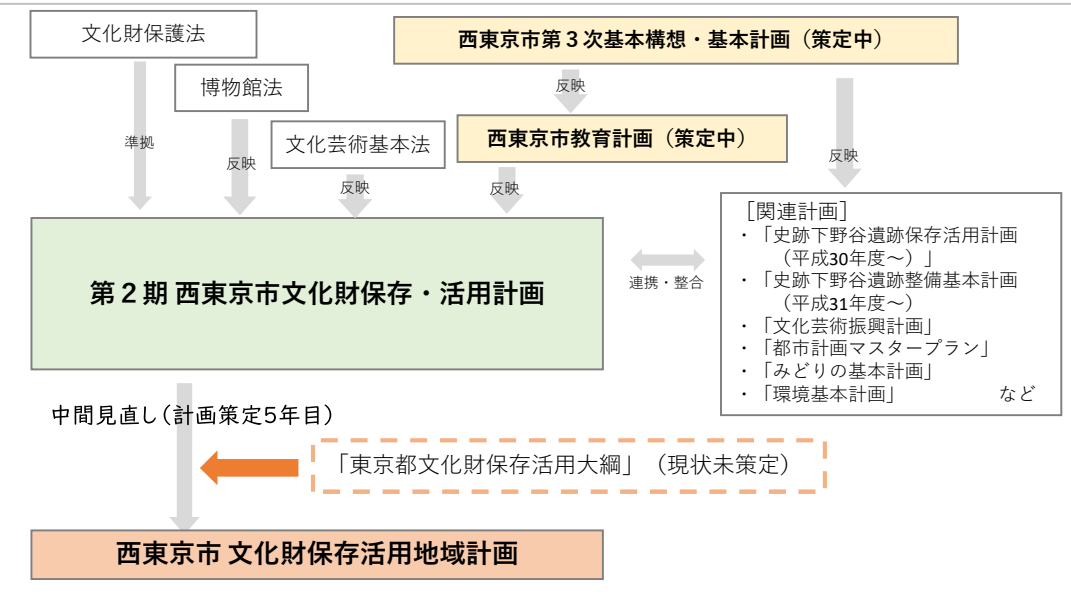 文化財保護法
西東京市第３次基本構想・基本計画（策定中）
博物館法
反映
文化芸術基本法
西東京市教育計画（策定中）
準拠
反映
反映
反映
反映
［関連計画］
・「史跡下野谷遺跡保存活用計画
（平成30年度～）」
・「史跡下野谷遺跡整備基本計画
（平成31年度～）
・「文化芸術振興計画」
・「都市計画マスタープラン」
・「みどりの基本計画」
・「環境基本計画」　　　　　など
連携・整合
第２期 西東京市文化財保存・活用計画
中間見直し（計画策定5年目）
「東京都文化財保存活用大綱」（現状未策定）
西東京市 文化財保存活用地域計画